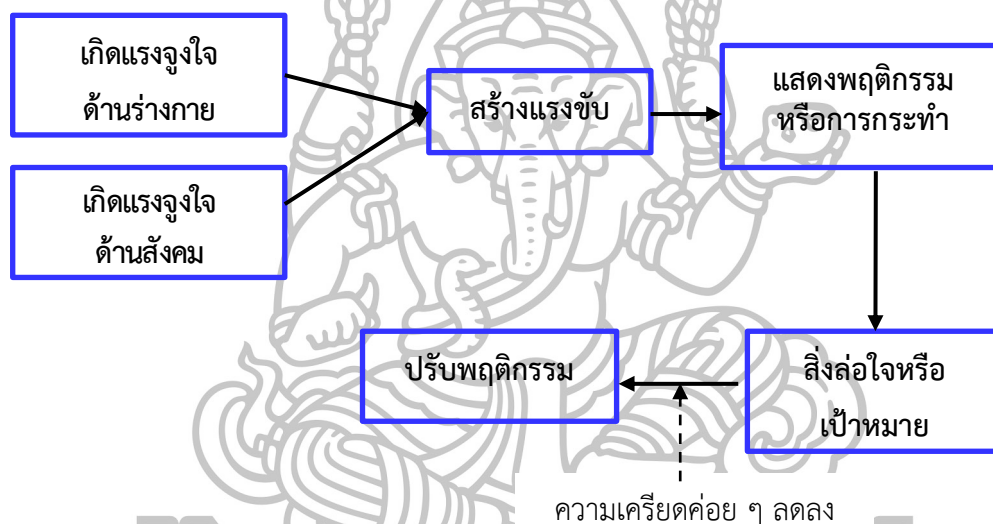 เกิดแรงจูงใจ
ด้านร่างกาย
สร้างแรงขับ
แสดงพฤติกรรม
หรือการกระทำ
เกิดแรงจูงใจ
ด้านสังคม
ปรับพฤติกรรม
สิ่งล่อใจหรือ
เป้าหมาย
ความเครียดค่อย ๆ ลดลง